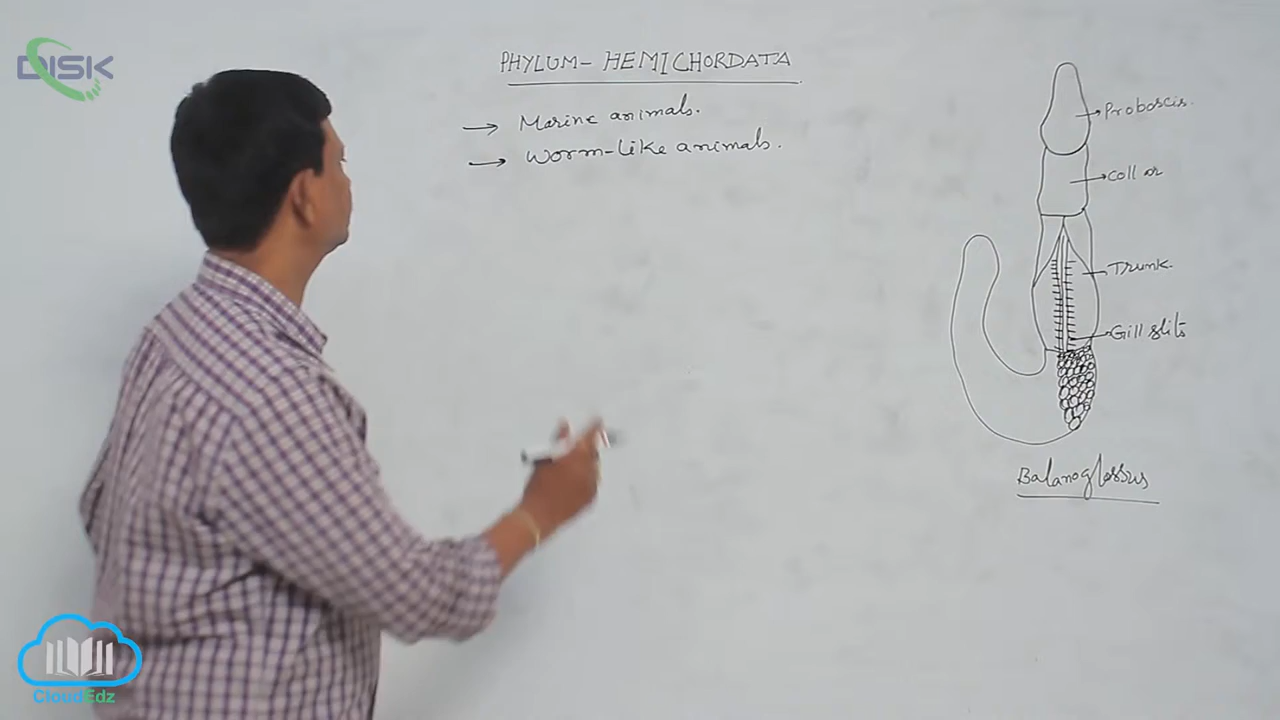 DISK
PHYLUM- HEMICHORDATA
→ Marine animals.
→ Worm-like animals.
Proboscis.
Collar
Trunk.
Gill slits
Balanoglossus
CloudEdz